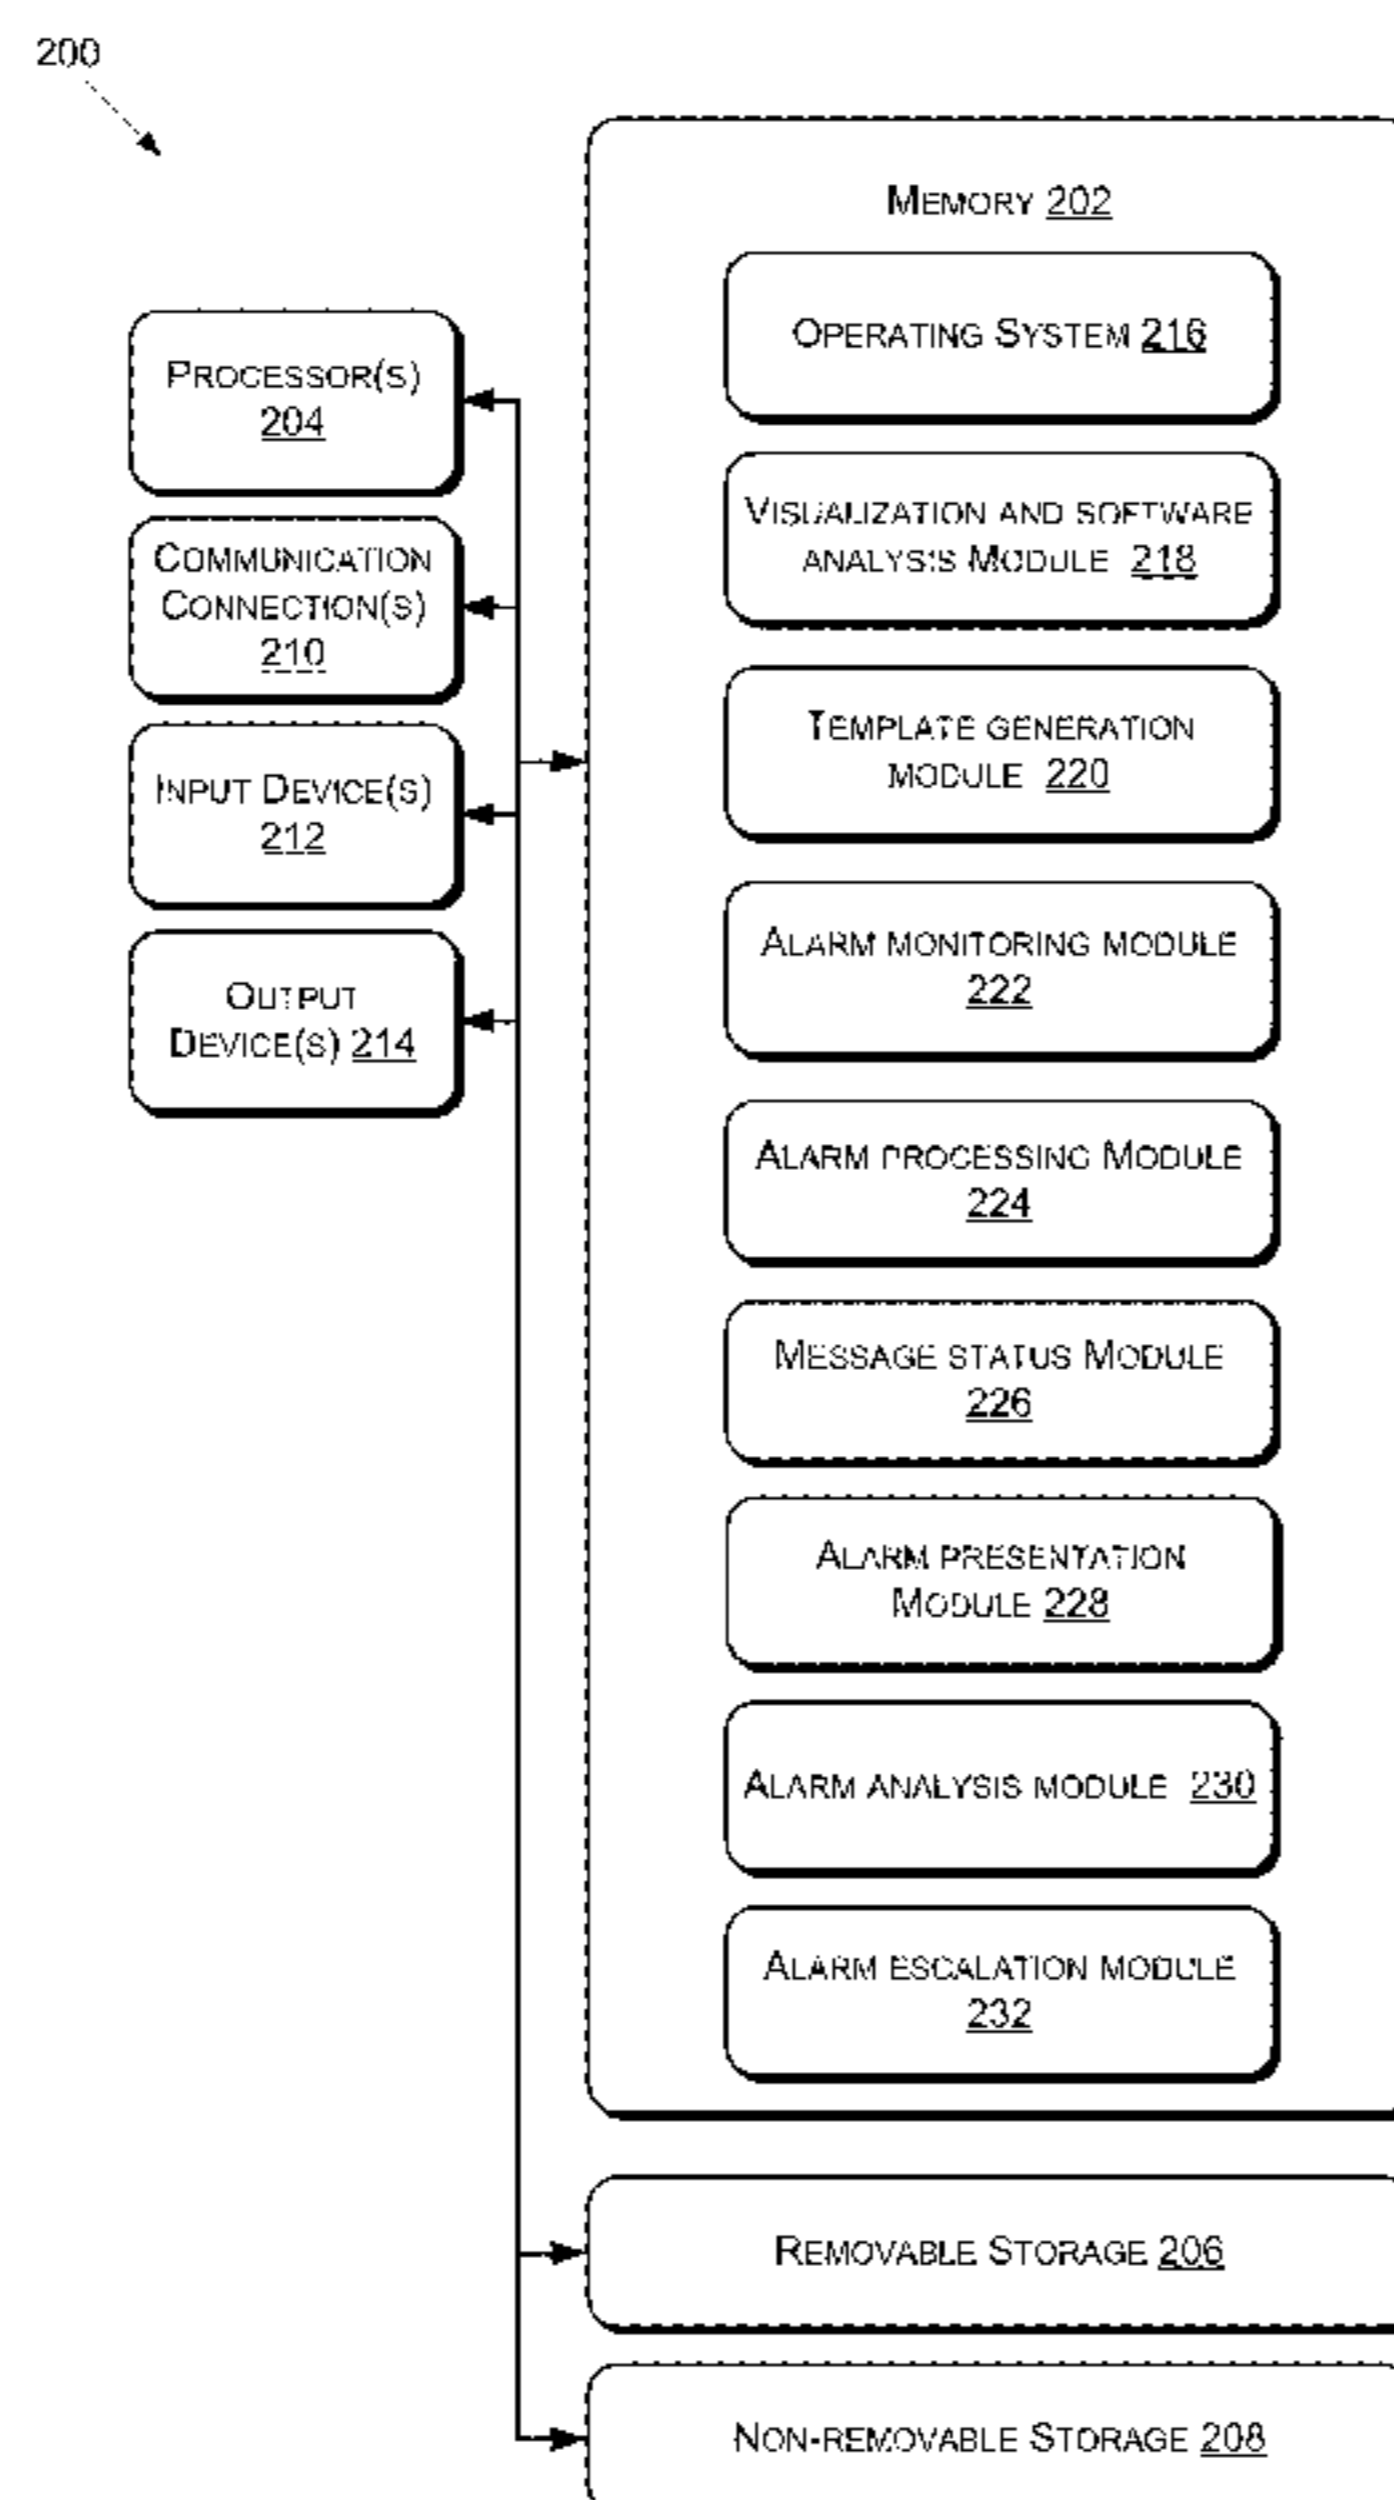 200
MEMORY 202
OPERATING SYSTEM 216
PROCESSOR(S)
204
VISUALIZATION AND SOFTWARE
ANALYSIS MODULE 218
COMMUNICATION
CONNECTION(S)
210
TEMPLATE GENERATION
MODULE 220
INPUT DEVICE(S)
212
ALARM MONITORING MODULE
222
OUTPUT
DEVICE(S) 214
ALARM PROCESSING MODULE
224
MESSAGE STATUS MODULE
226
ALARM PRESENTATION
MODULE 228
ALARM ANALYSIS MODULE 230
ALARM ESCALATION MODULE
232
REMOVABLE STORAGE 206
NON-REMOVABLE STORAGE 208